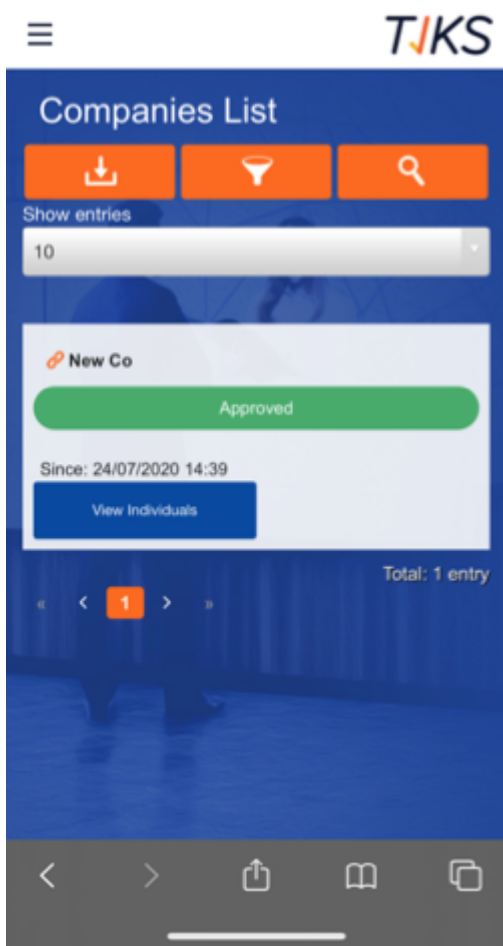 TJKS
Companies List
Show entries
10
New Co
Approved
Since: 24/07/2020 14:39
View Individuals
Total: 1 entry
« < 1 > »